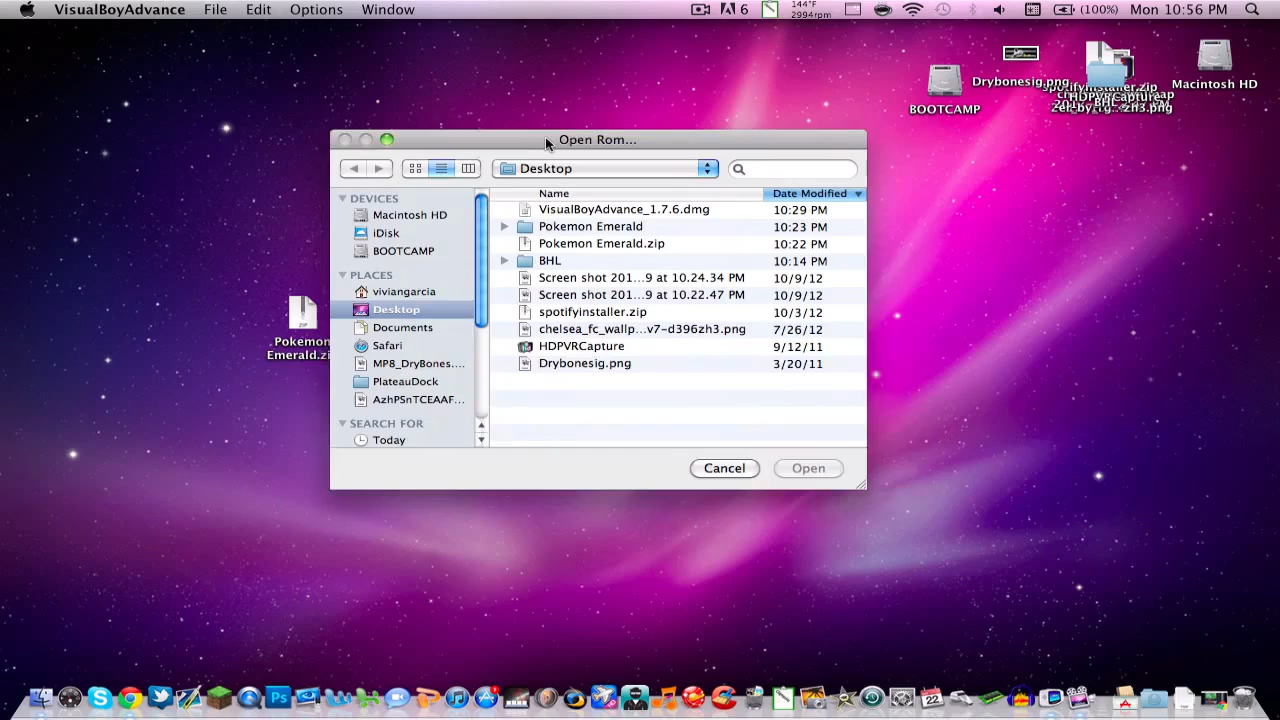 VisualBoyAdvance File Edit Options Window 6 144°F 2994rpm (100%) Mon 10:56 PM
Drybonesig.png
Macintosh HD
BOOTCAMP
Pokemon
Emerald.zi
Open Rom...
Desktop
DEVICES
Macintosh HD
iDisk
BOOTCAMP
PLACES
viviangarcia
Desktop
Documents
Safari
MP8_DryBones....
PlateauDock
AzhPSnTCEAAF...
SEARCH FOR
Today
Name Date Modified
VisualBoyAdvance_1.7.6.dmg 10:29 PM
Pokemon Emerald 10:23 PM
Pokemon Emerald.zip 10:22 PM
BHL 10:14 PM
Screen shot 201...9 at 10.24.34 PM 10/9/12
Screen shot 201...9 at 10.22.47 PM 10/9/12
spotifyinstaller.zip 10/3/12
chelsea_fc_wallp...v7-d396zh3.png 7/26/12
HDPVRCapture 9/12/11
Drybonesig.png 3/20/11
Cancel Open